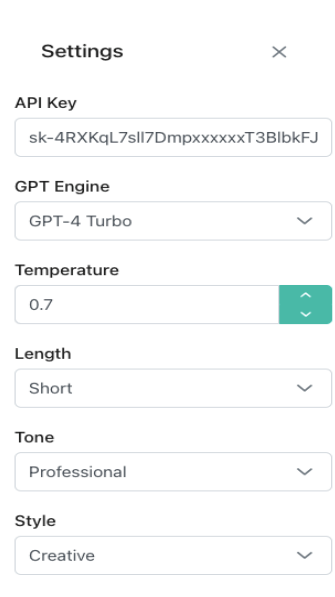 Settings
API Key
sk-4RXKqL7sll7DmpxxxxxxT3BlbkFJ
GPT Engine
GPT-4 Turbo
Temperature
0.7
Length
Short
Tone
Professional
Style
Creative